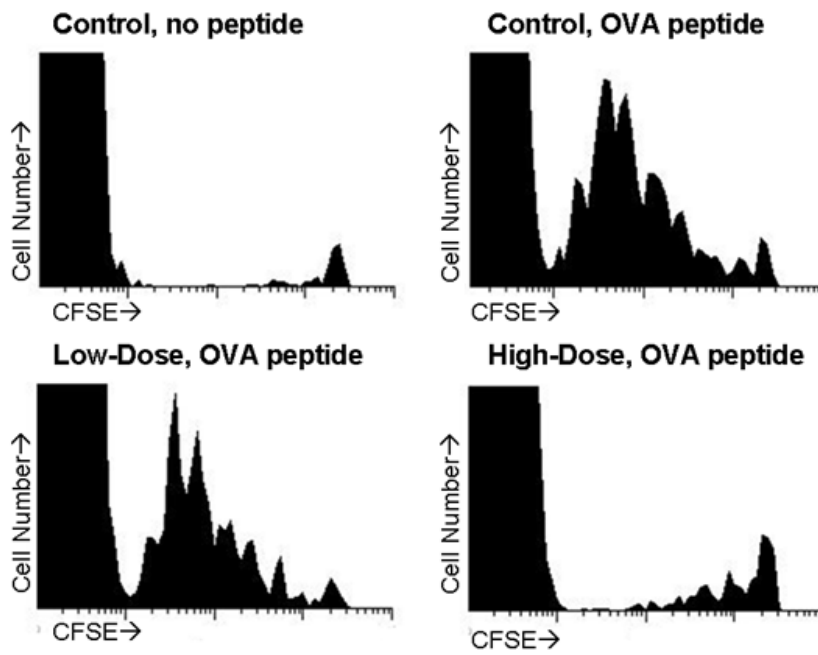 Control, no peptide
Control, OVA peptide
Cell Number→
CFSE→
Cell Number→
CFSE→
Low-Dose, OVA peptide
High-Dose, OVA peptide
Cell Number→
CFSE→
Cell Number→
CFSE→